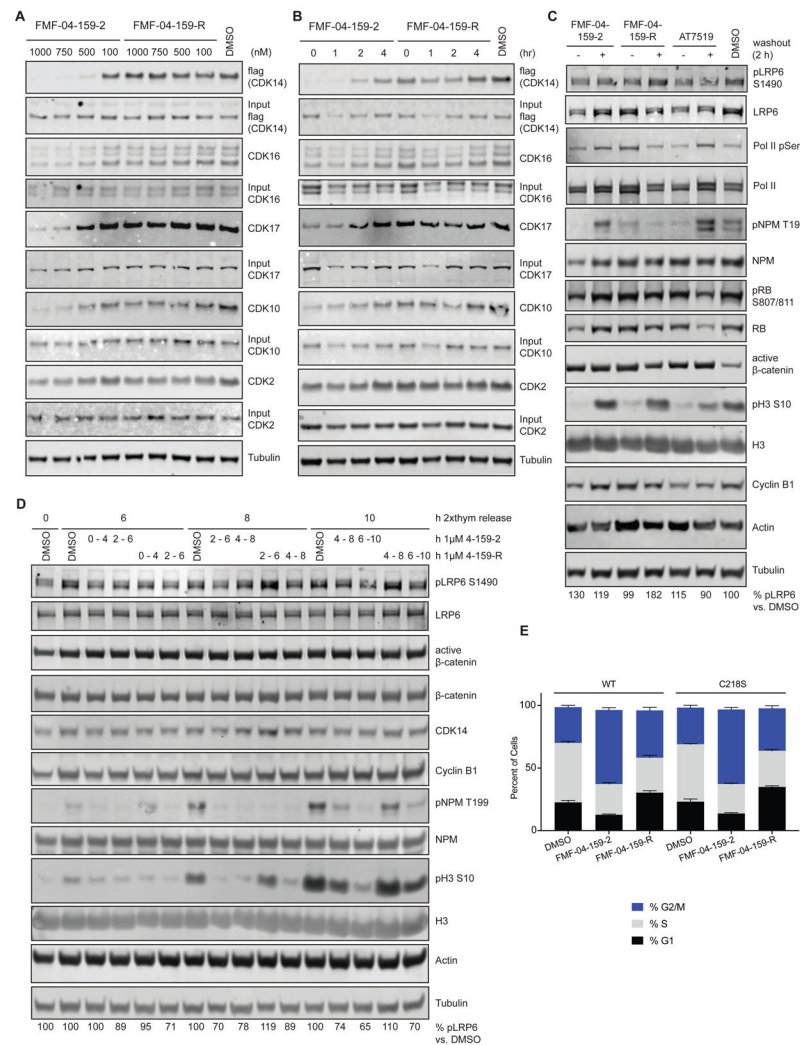 A
FMF-04-159-2 FMF-04-159-R DMSO
1000 750 500 100 1000 750 500 100 (nM)
flag
(CDK14)
Input
flag
(CDK14)
CDK16
Input
CDK16
CDK17
Input
CDK17
CDK10
Input
CDK10
CDK2
Input
CDK2
Tubulin
B
FMF-04-159-2 FMF-04-159-R DMSO
0 1 2 4 0 1 2 4 (hr)
flag
(CDK14)
Input
flag
(CDK14)
CDK16
Input
CDK16
CDK17
Input
CDK17
CDK10
Input
CDK10
CDK2
Input
CDK2
Tubulin
C
FMF-04-159-2 FMF-04-159-R AT7519 DMSO
- + - + - + washout
(2 h)
pLRP6
S1490
LRP6
Pol II pSer
Pol II
pNPM T19
NPM
pRB
S807/811
RB
active
β-catenin
pH3 S10
H3
Cyclin B1
Actin
Tubulin
130 119 99 182 115 90 100 % pLRP6
vs. DMSO
D
0 6 8 10 h 2xthym release
DMSO DMSO 0 - 4 2 - 6 DMSO 2 - 6 4 - 8 DMSO 4 - 8 6 -10 h 1μM 4-159-2
0 - 4 2 - 6 2 - 6 4 - 8 4 - 8 6 -10 h 1μM 4-159-R
pLRP6 S1490
LRP6
active
β-catenin
β-catenin
CDK14
Cyclin B1
pNPM T199
NPM
pH3 S10
H3
Actin
Tubulin
100 100 100 89 95 71 100 70 78 119 89 100 74 65 110 70 % pLRP6
vs. DMSO
E
WT C218S
Percent of Cells
100
50
0
DMSO FMF-04-159-2 FMF-04-159-R DMSO FMF-04-159-2 FMF-04-159-R
% G2/M
% S
% G1